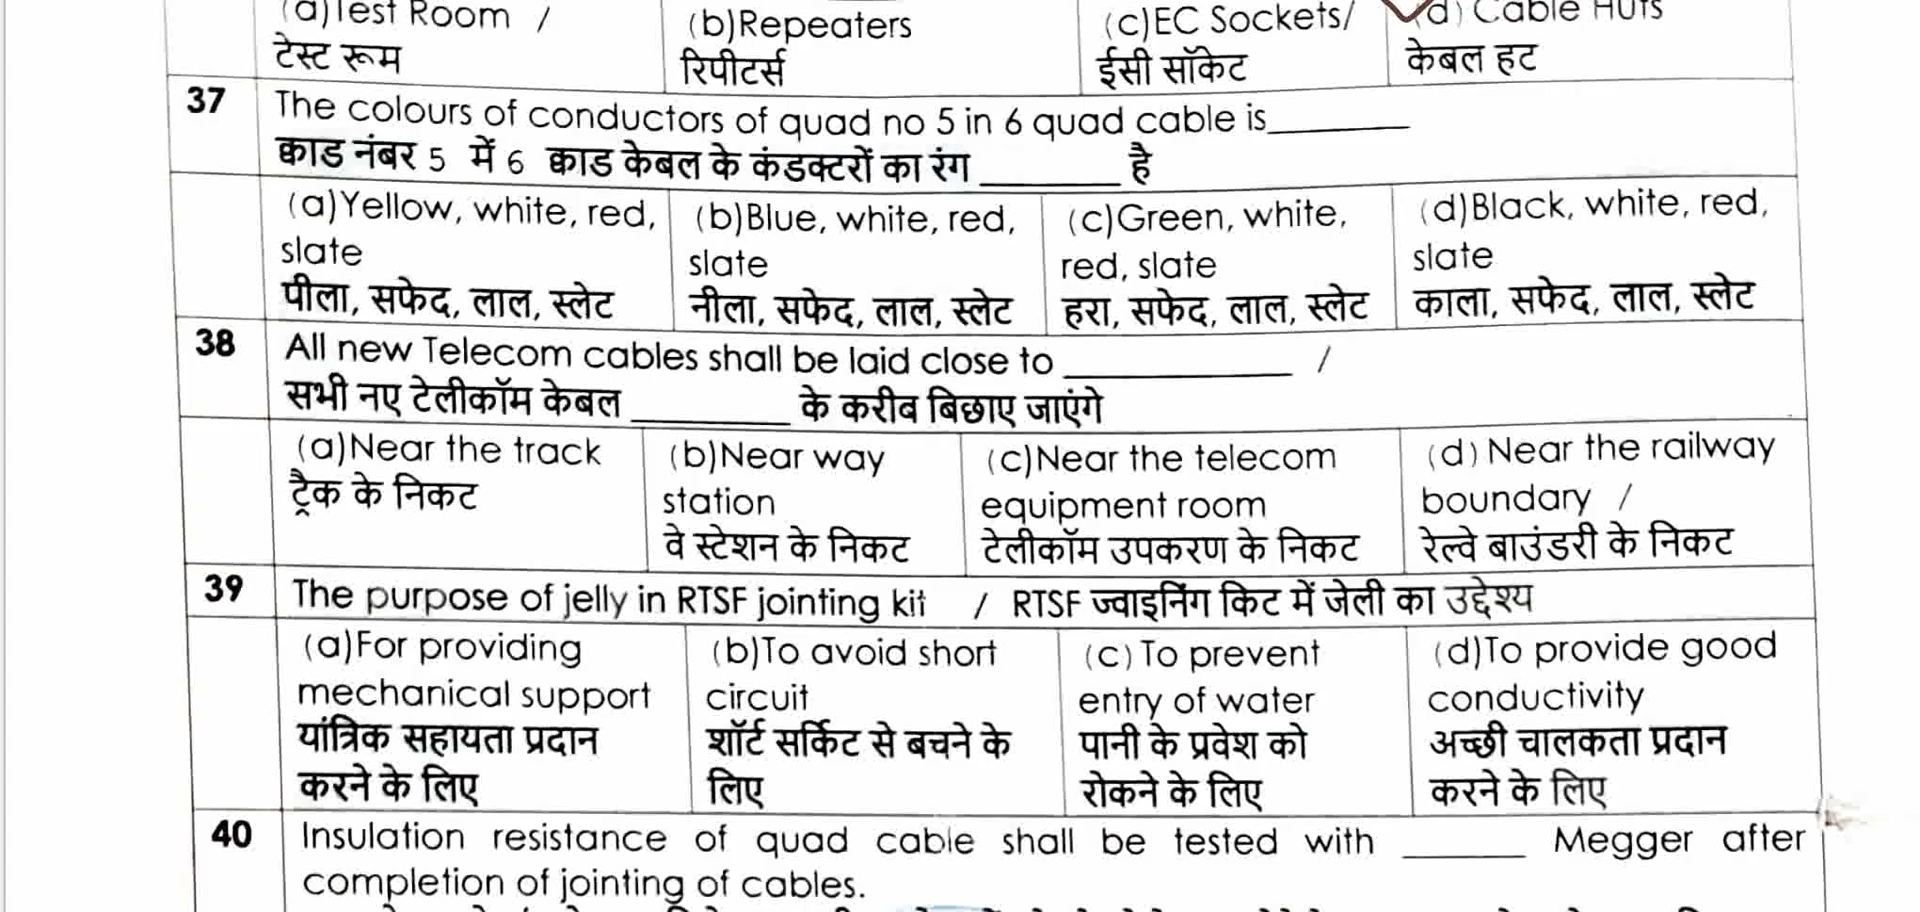 (a)Test Room / (b)Repeaters (c)EC Sockets/ (d) Cable Huts
टेस्ट रूम रिपीटर्स ईसी सॉकेट केबल हट
37 The colours of conductors of quad no 5 in 6 quad cable is______
क्वाड नंबर 5 में 6 क्वाड केबल के कंडक्टरों का रंग ______ है
(a)Yellow, white, red, slate
पीला, सफेद, लाल, स्लेट
(b)Blue, white, red, slate
नीला, सफेद, लाल, स्लेट
(c)Green, white, red, slate
हरा, सफेद, लाल, स्लेट
(d)Black, white, red, slate
काला, सफेद, लाल, स्लेट
38 All new Telecom cables shall be laid close to __________ /
सभी नए टेलीकॉम केबल _______ के करीब बिछाए जाएंगे
(a)Near the track
ट्रैक के निकट
(b)Near way
station
वे स्टेशन के निकट
(c)Near the telecom
equipment room
टेलीकॉम उपकरण के निकट
(d) Near the railway
boundary /
रेल्वे बाउंडरी के निकट
39 The purpose of jelly in RTSF jointing kit / RTSF ज्वाइनिंग किट में जेली का उद्देश्य
(a)For providing
mechanical support
यांत्रिक सहायता प्रदान
करने के लिए
(b)To avoid short
circuit
शॉर्ट सर्किट से बचने के
लिए
(c) To prevent
entry of water
पानी के प्रवेश को
रोकने के लिए
(d)To provide good
conductivity
अच्छी चालकता प्रदान
करने के लिए
40 Insulation resistance of quad cable shall be tested with ______ Megger after
completion of jointing of cables.